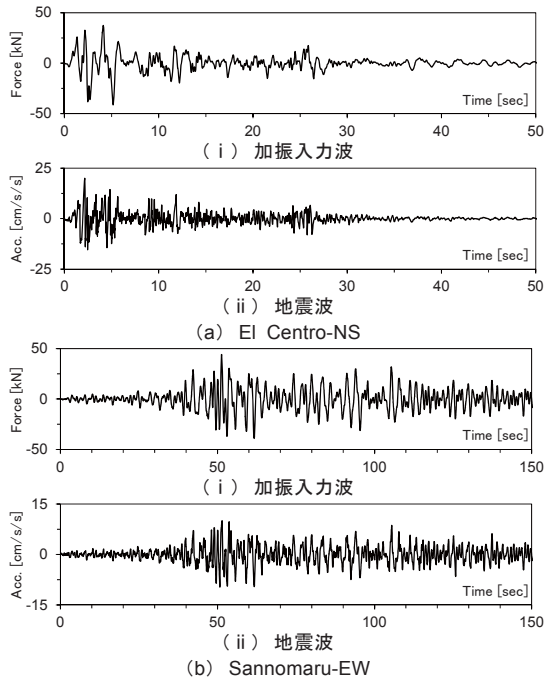 50
0
-50
Force [kN]
Time [sec]
0 10 20 30 40 50
(ⅰ) 加振入力波
25
0
-25
Acc. [cm/s/s]
Time [sec]
0 10 20 30 40 50
(ⅱ) 地震波
(a) El Centro-NS
50
0
-50
Force [kN]
Time [sec]
0 50 100 150
(ⅰ) 加振入力波
15
0
-15
Acc. [cm/s/s]
Time [sec]
0 50 100 150
(ⅱ) 地震波
(b) Sannomaru-EW